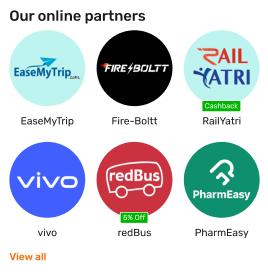 Our online partners
EaseMyTrip.com
FIRE-BOLTT
RAIL
YATRI
Cashback
EaseMyTrip
Fire-Boltt
RailYatri
vivo
redBus
PharmEasy
5% Off
vivo
redBus
PharmEasy
View all